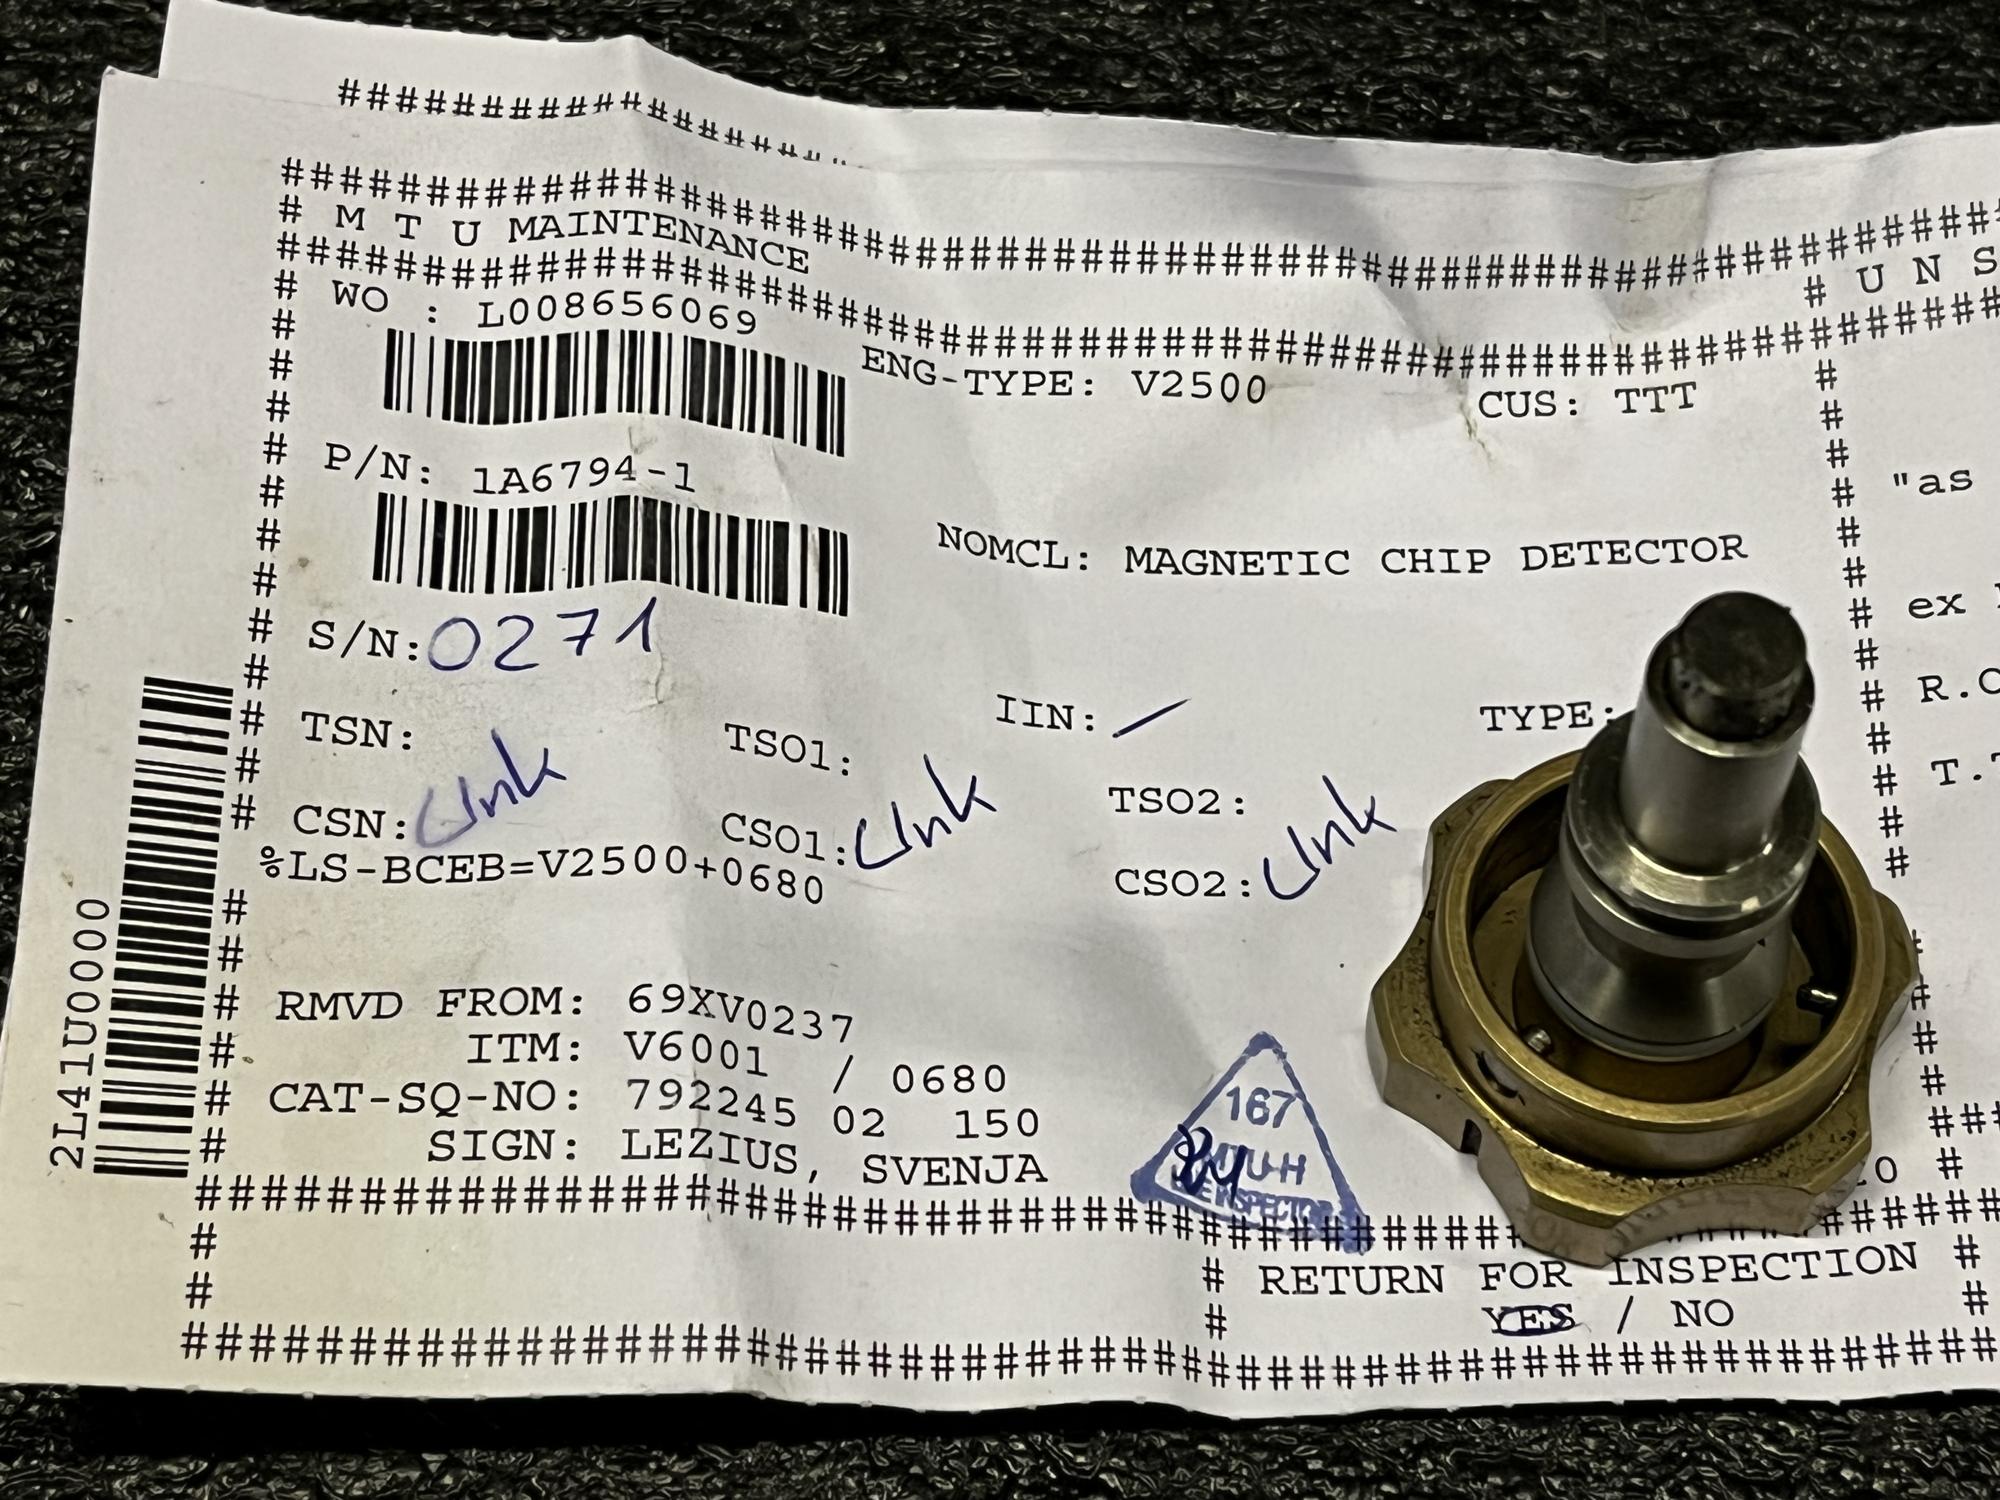 ###########################
# M T U MAINTENANCE # U N S
WO : L008656069
ENG-TYPE: V2500 CUS: TTT
P/N: 1A6794-1 "as
NOMCL: MAGNETIC CHIP DETECTOR
S/N: 0271 ex
IIN: / TYPE: R.
TSN: TSO1: TSO2: T.
CSN: Unk CSO1: Unk CSO2: Unk
%LS-BCEB=V2500+0680
2L41U0000
RMVD FROM: 69XV0237
ITM: V6001 / 0680
CAT-SQ-NO: 792245 02 150
SIGN: LEZIUS, SVENJA
167
MTU-H
INSPECTOR
# RETURN FOR INSPECTION #
# YES / NO #